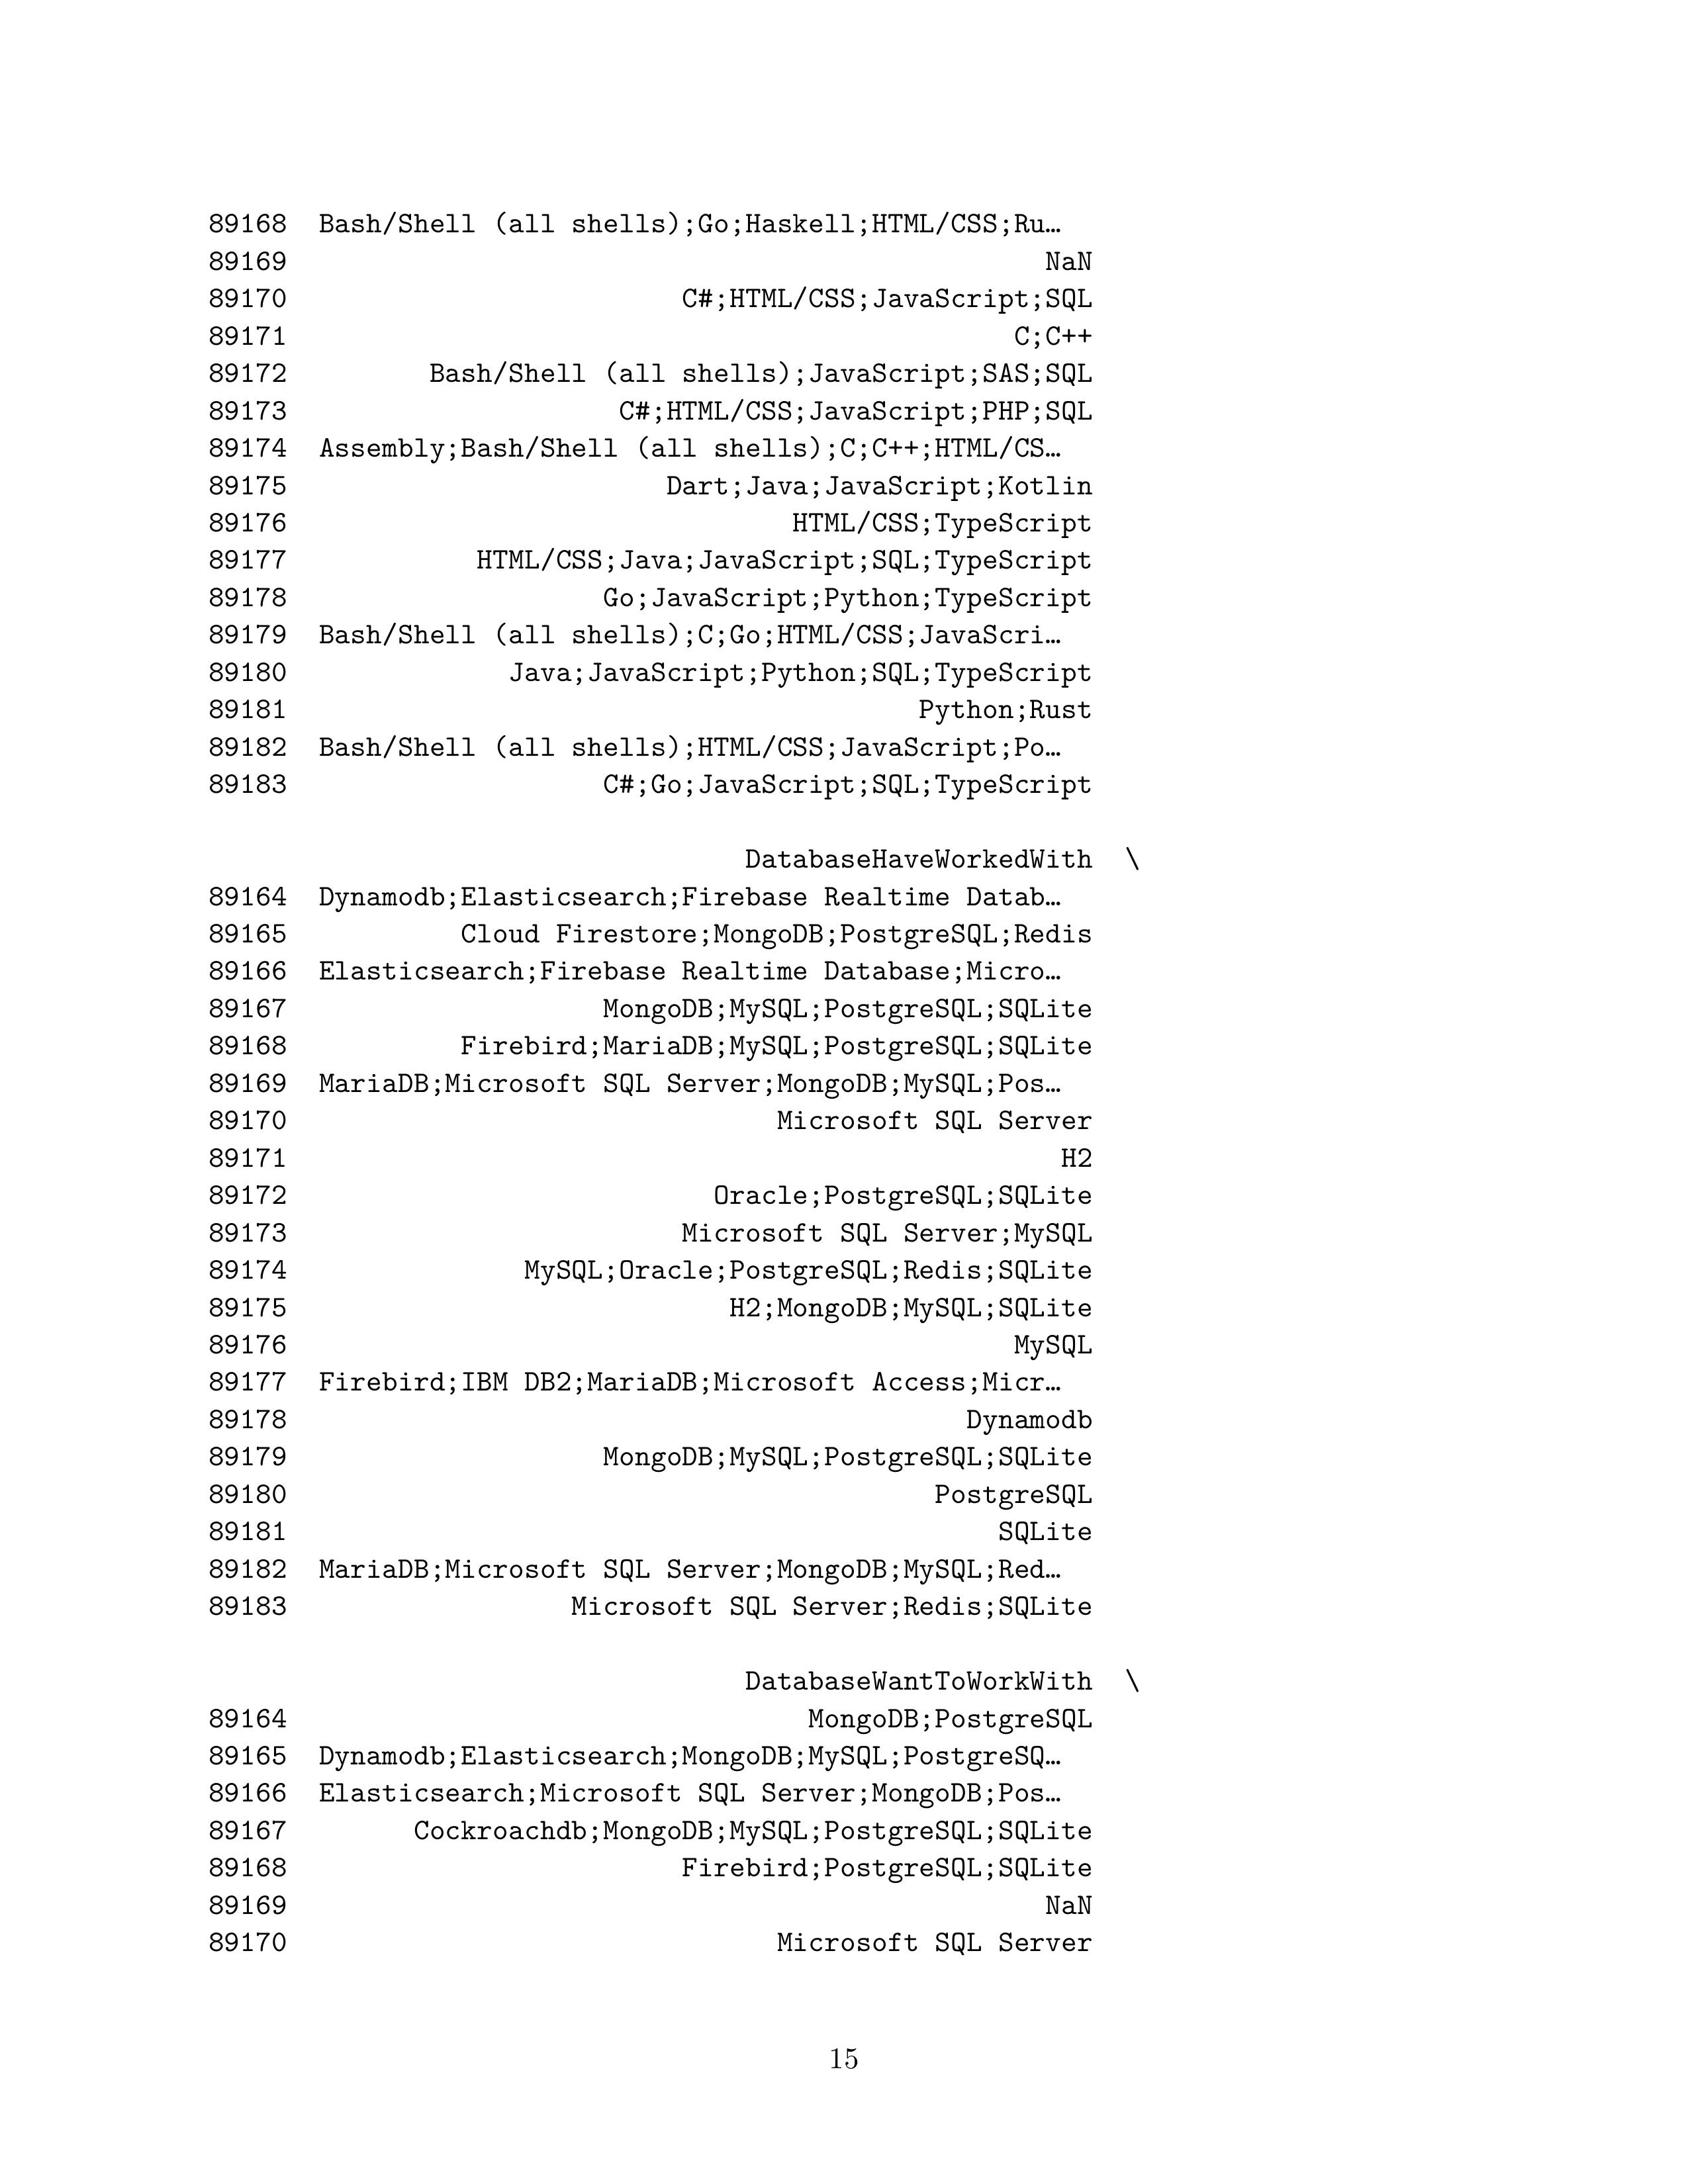 89168  Bash/Shell (all shells);Go;Haskell;HTML/CSS;Ru…
89169  NaN
89170  C#;HTML/CSS;JavaScript;SQL
89171  C;C++
89172  Bash/Shell (all shells);JavaScript;SAS;SQL
89173  C#;HTML/CSS;JavaScript;PHP;SQL
89174  Assembly;Bash/Shell (all shells);C;C++;HTML/CS…
89175  Dart;Java;JavaScript;Kotlin
89176  HTML/CSS;TypeScript
89177  HTML/CSS;Java;JavaScript;SQL;TypeScript
89178  Go;JavaScript;Python;TypeScript
89179  Bash/Shell (all shells);C;Go;HTML/CSS;JavaScri…
89180  Java;JavaScript;Python;SQL;TypeScript
89181  Python;Rust
89182  Bash/Shell (all shells);HTML/CSS;JavaScript;Po…
89183  C#;Go;JavaScript;SQL;TypeScript
DatabaseHaveWorkedWith  \
89164  Dynamodb;Elasticsearch;Firebase Realtime Datab…
89165  Cloud Firestore;MongoDB;PostgreSQL;Redis
89166  Elasticsearch;Firebase Realtime Database;Micro…
89167  MongoDB;MySQL;PostgreSQL;SQLite
89168  Firebird;MariaDB;MySQL;PostgreSQL;SQLite
89169  MariaDB;Microsoft SQL Server;MongoDB;MySQL;Pos…
89170  Microsoft SQL Server
89171  H2
89172  Oracle;PostgreSQL;SQLite
89173  Microsoft SQL Server;MySQL
89174  MySQL;Oracle;PostgreSQL;Redis;SQLite
89175  H2;MongoDB;MySQL;SQLite
89176  MySQL
89177  Firebird;IBM DB2;MariaDB;Microsoft Access;Micr…
89178  Dynamodb
89179  MongoDB;MySQL;PostgreSQL;SQLite
89180  PostgreSQL
89181  SQLite
89182  MariaDB;Microsoft SQL Server;MongoDB;MySQL;Red…
89183  Microsoft SQL Server;Redis;SQLite
DatabaseWantToWorkWith  \
89164  MongoDB;PostgreSQL
89165  Dynamodb;Elasticsearch;MongoDB;MySQL;PostgreSQ…
89166  Elasticsearch;Microsoft SQL Server;MongoDB;Pos…
89167  Cockroachdb;MongoDB;MySQL;PostgreSQL;SQLite
89168  Firebird;PostgreSQL;SQLite
89169  NaN
89170  Microsoft SQL Server
15